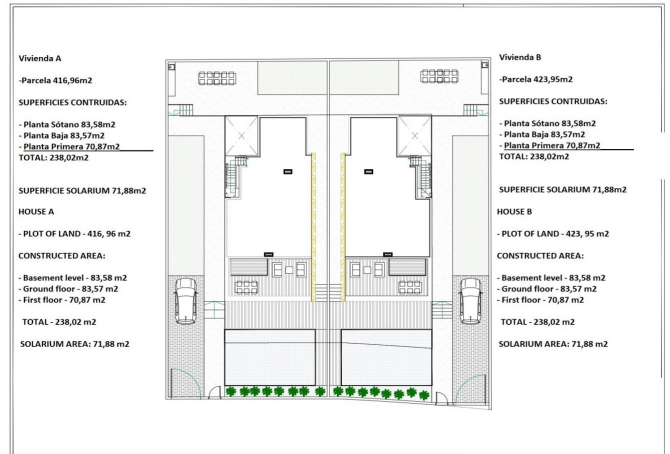 Vivienda A
-Parcela 416,96m2
SUPERFICIES CONTRUIDAS:
- Planta Sótano 83,58m2
- Planta Baja 83,57m2
- Planta Primera 70,87m2
TOTAL: 238,02m2
SUPERFICIE SOLARIUM 71,88m2
HOUSE A
- PLOT OF LAND - 416, 96 m2
CONSTRUCTED AREA:
- Basement level - 83,58 m2
- Ground floor - 83,57 m2
- First floor - 70,87 m2
TOTAL - 238,02 m2
SOLARIUM AREA: 71,88 m2
Vivienda B
-Parcela 423,95m2
SUPERFICIES CONTRUIDAS:
- Planta Sótano 83,58m2
- Planta Baja 83,57m2
- Planta Primera 70,87m2
TOTAL: 238,02m2
SUPERFICIE SOLARIUM 71,88m2
HOUSE B
- PLOT OF LAND - 423, 95 m2
CONSTRUCTED AREA:
- Basement level - 83,58 m2
- Ground floor - 83,57 m2
- First floor - 70,87 m2
TOTAL - 238,02 m2
SOLARIUM AREA: 71,88 m2